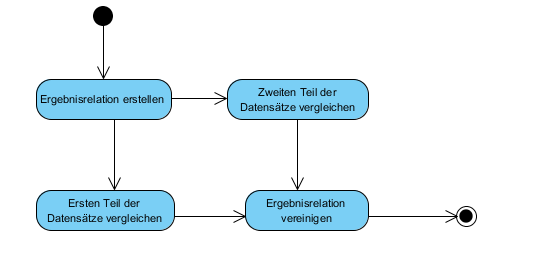 Ergebnisrelation erstellen
Zweiten Teil der
Datensätze vergleichen
Ersten Teil der
Datensätze vergleichen
Ergebnisrelation
vereinigen